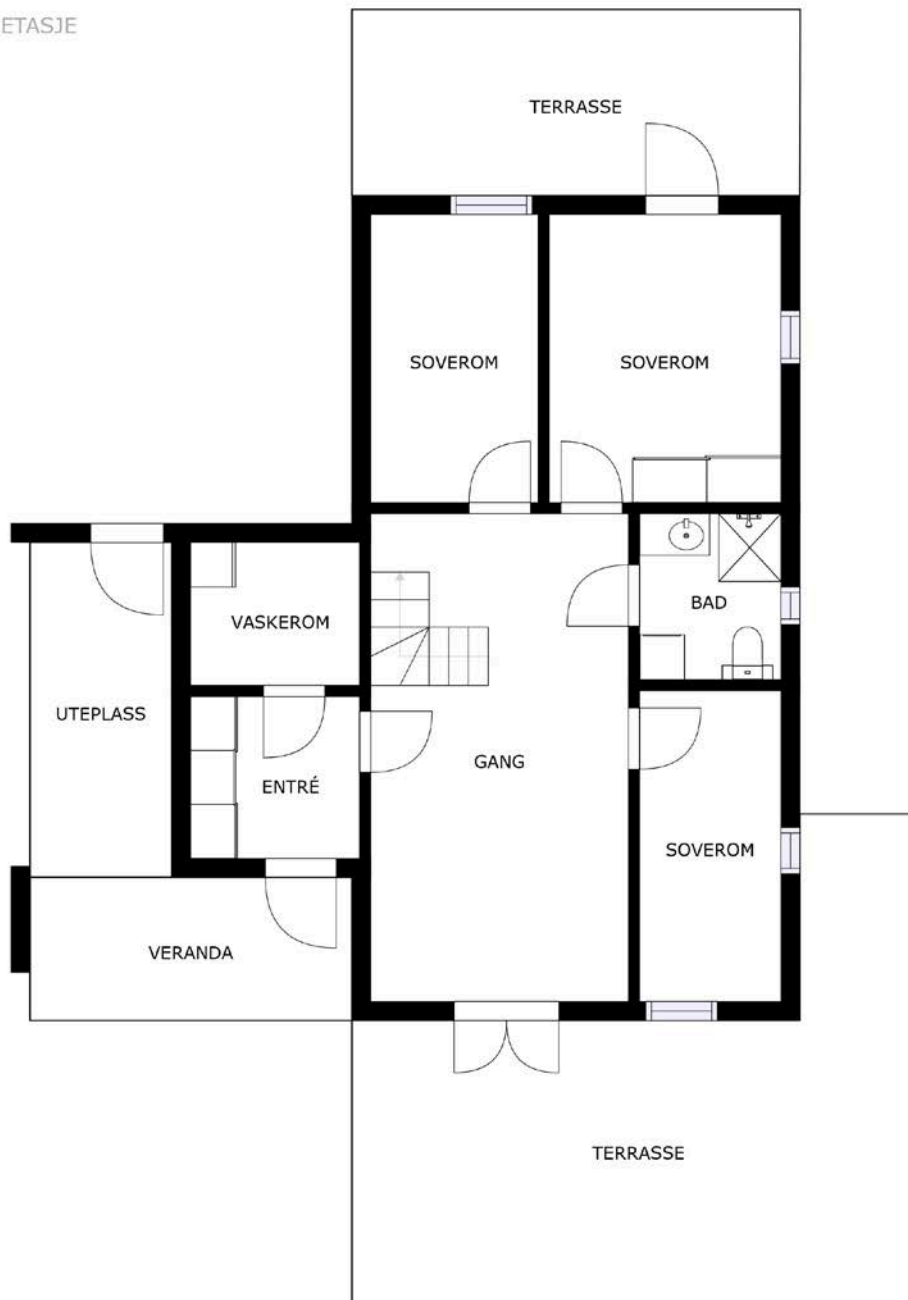 ETASJE
TERRASSE
SOVEROM
SOVEROM
BAD
VASKEROM
UTEPLASS
ENTRÉ
GANG
SOVEROM
VERANDA
TERRASSE